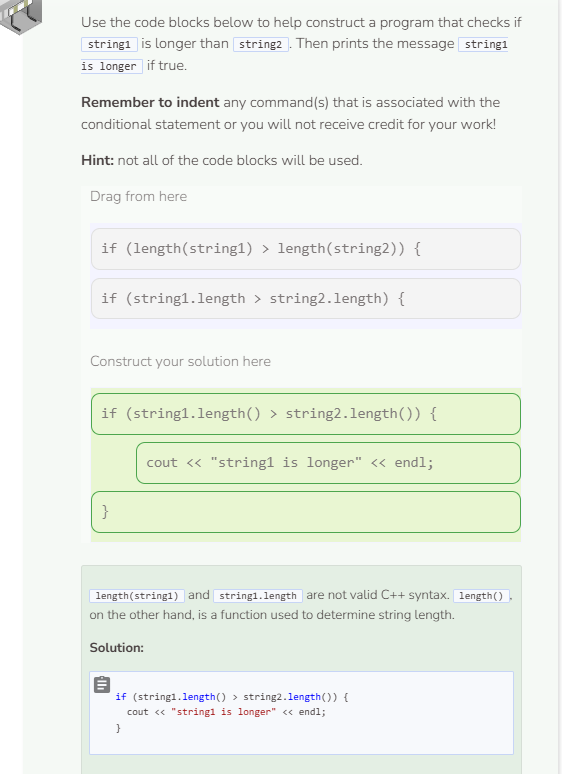 Use the code blocks below to help construct a program that checks if
string1 is longer than string2 . Then prints the message string1
is longer if true.
Remember to indent any command(s) that is associated with the
conditional statement or you will not receive credit for your work!
Hint: not all of the code blocks will be used.
Drag from here
if (length(string1) > length(string2)) {
if (string1.length > string2.length) {
Construct your solution here
if (string1.length() > string2.length()) {
cout << "string1 is longer" << endl;
}
length(string1) and string1.length are not valid C++ syntax. length() ,
on the other hand, is a function used to determine string length.
Solution:
if (string1.length() > string2.length()) {
cout << "string1 is longer" << endl;
}